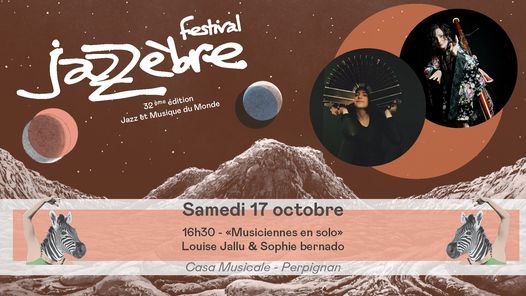 festival
jazzèbre
32ème édition
Jazz et Musique du Monde
Samedi 17 octobre
16h30 - «Musiciennes en solo»
Louise Jallu & Sophie bernado
Casa Musicale - Perpignan